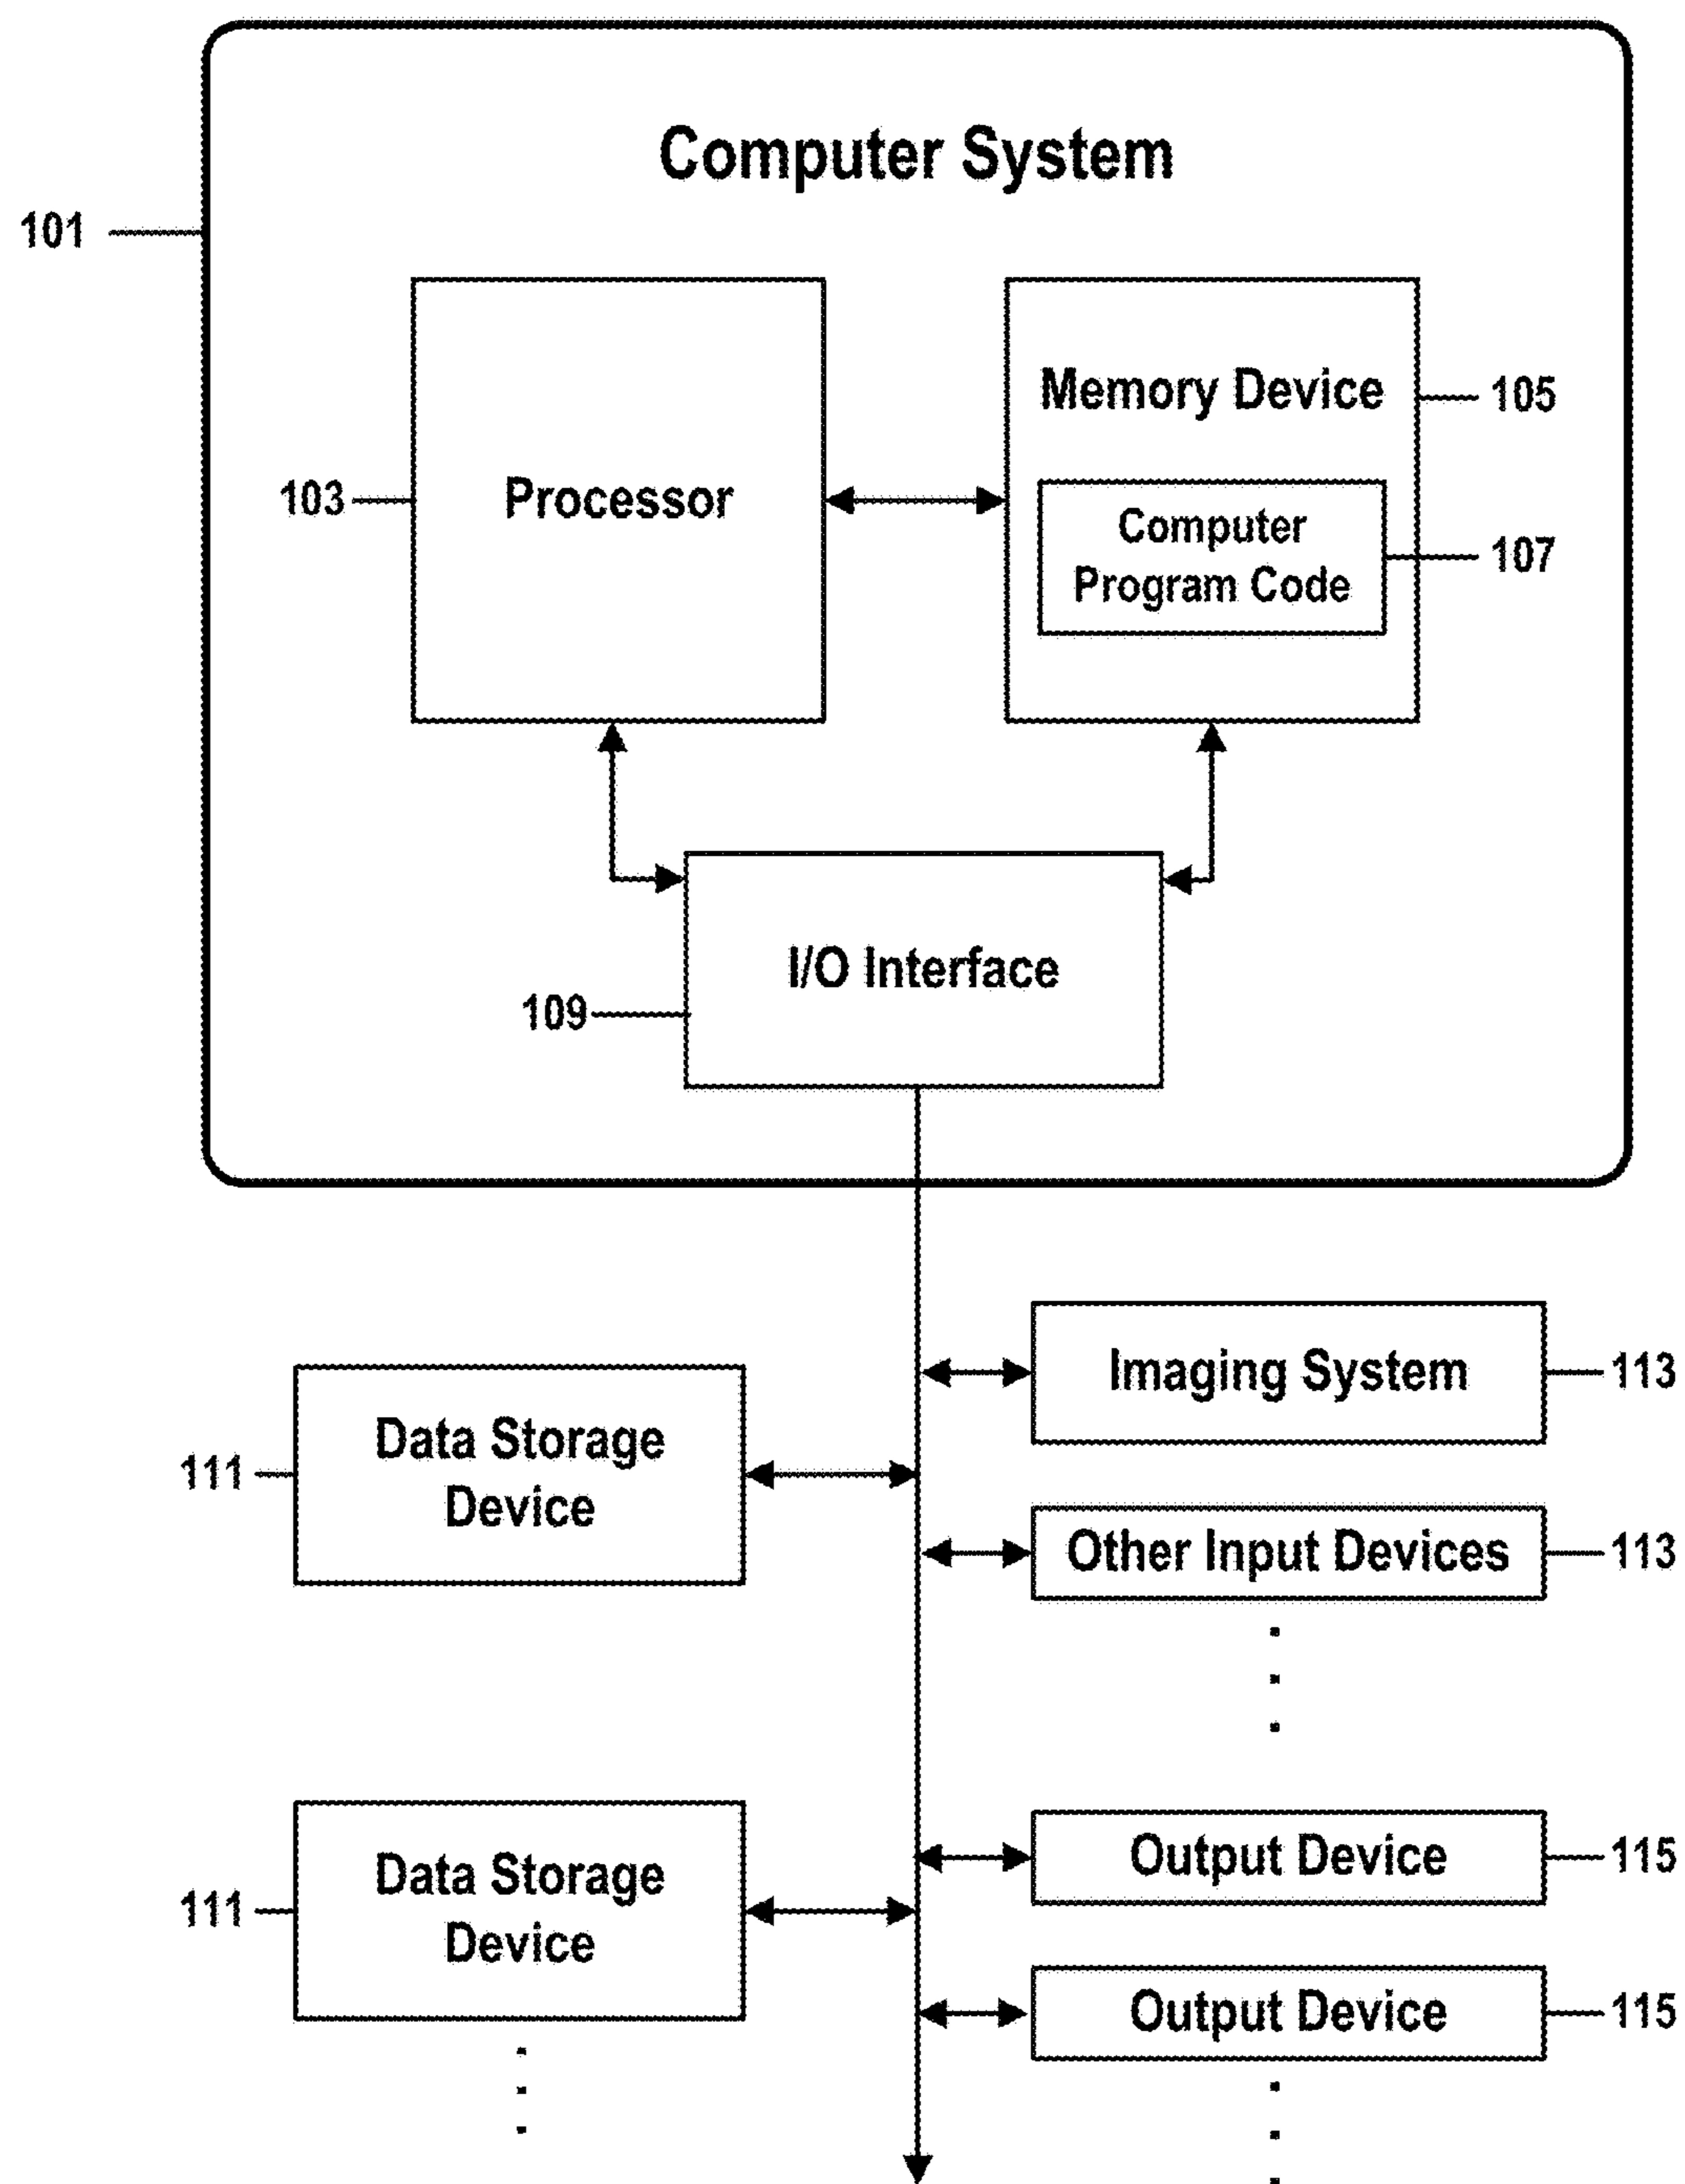 Computer System
101
Processor
103
Memory Device
105
Computer
Program Code
107
I/O Interface
109
Imaging System
113
Data Storage
Device
111
Other Input Devices
113
Data Storage
Device
111
Output Device
115
Output Device
115